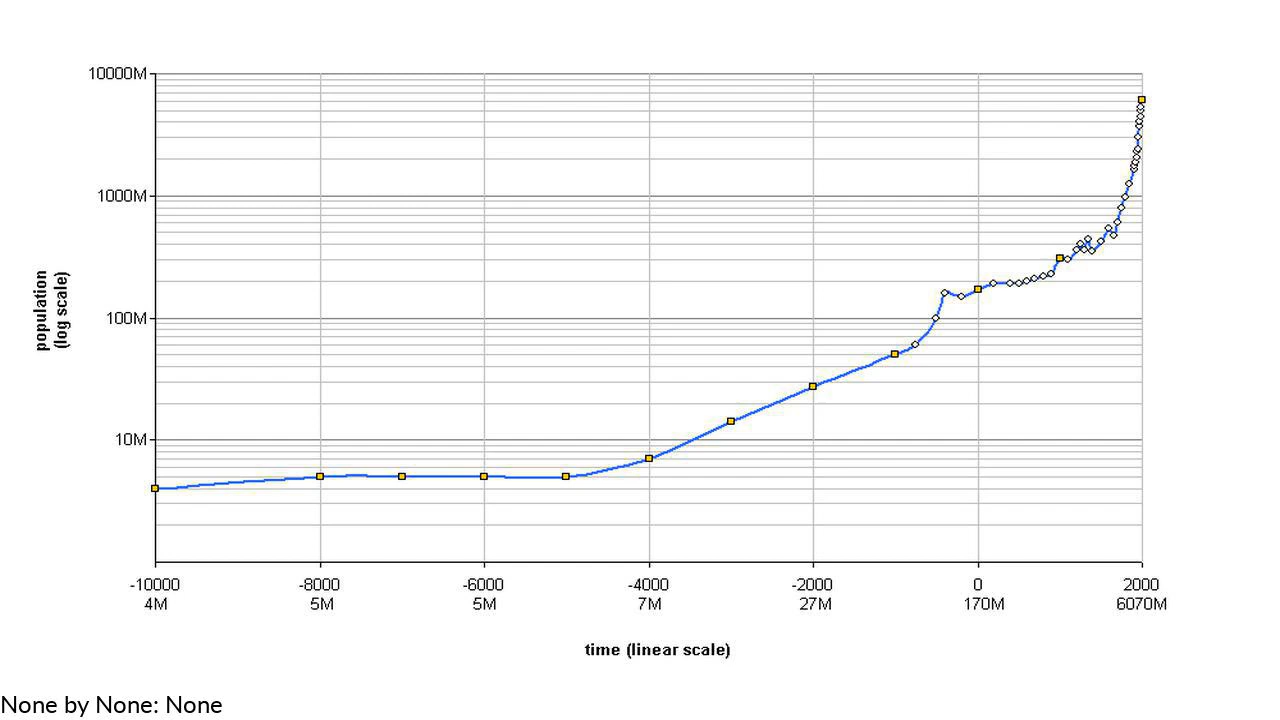 10000M
1000M
100M
10M
population
(log scale)
-10000 -8000 -6000 -4000 -2000 0 2000
4M 5M 5M 7M 27M 170M 6070M
time (linear scale)
None by None: None